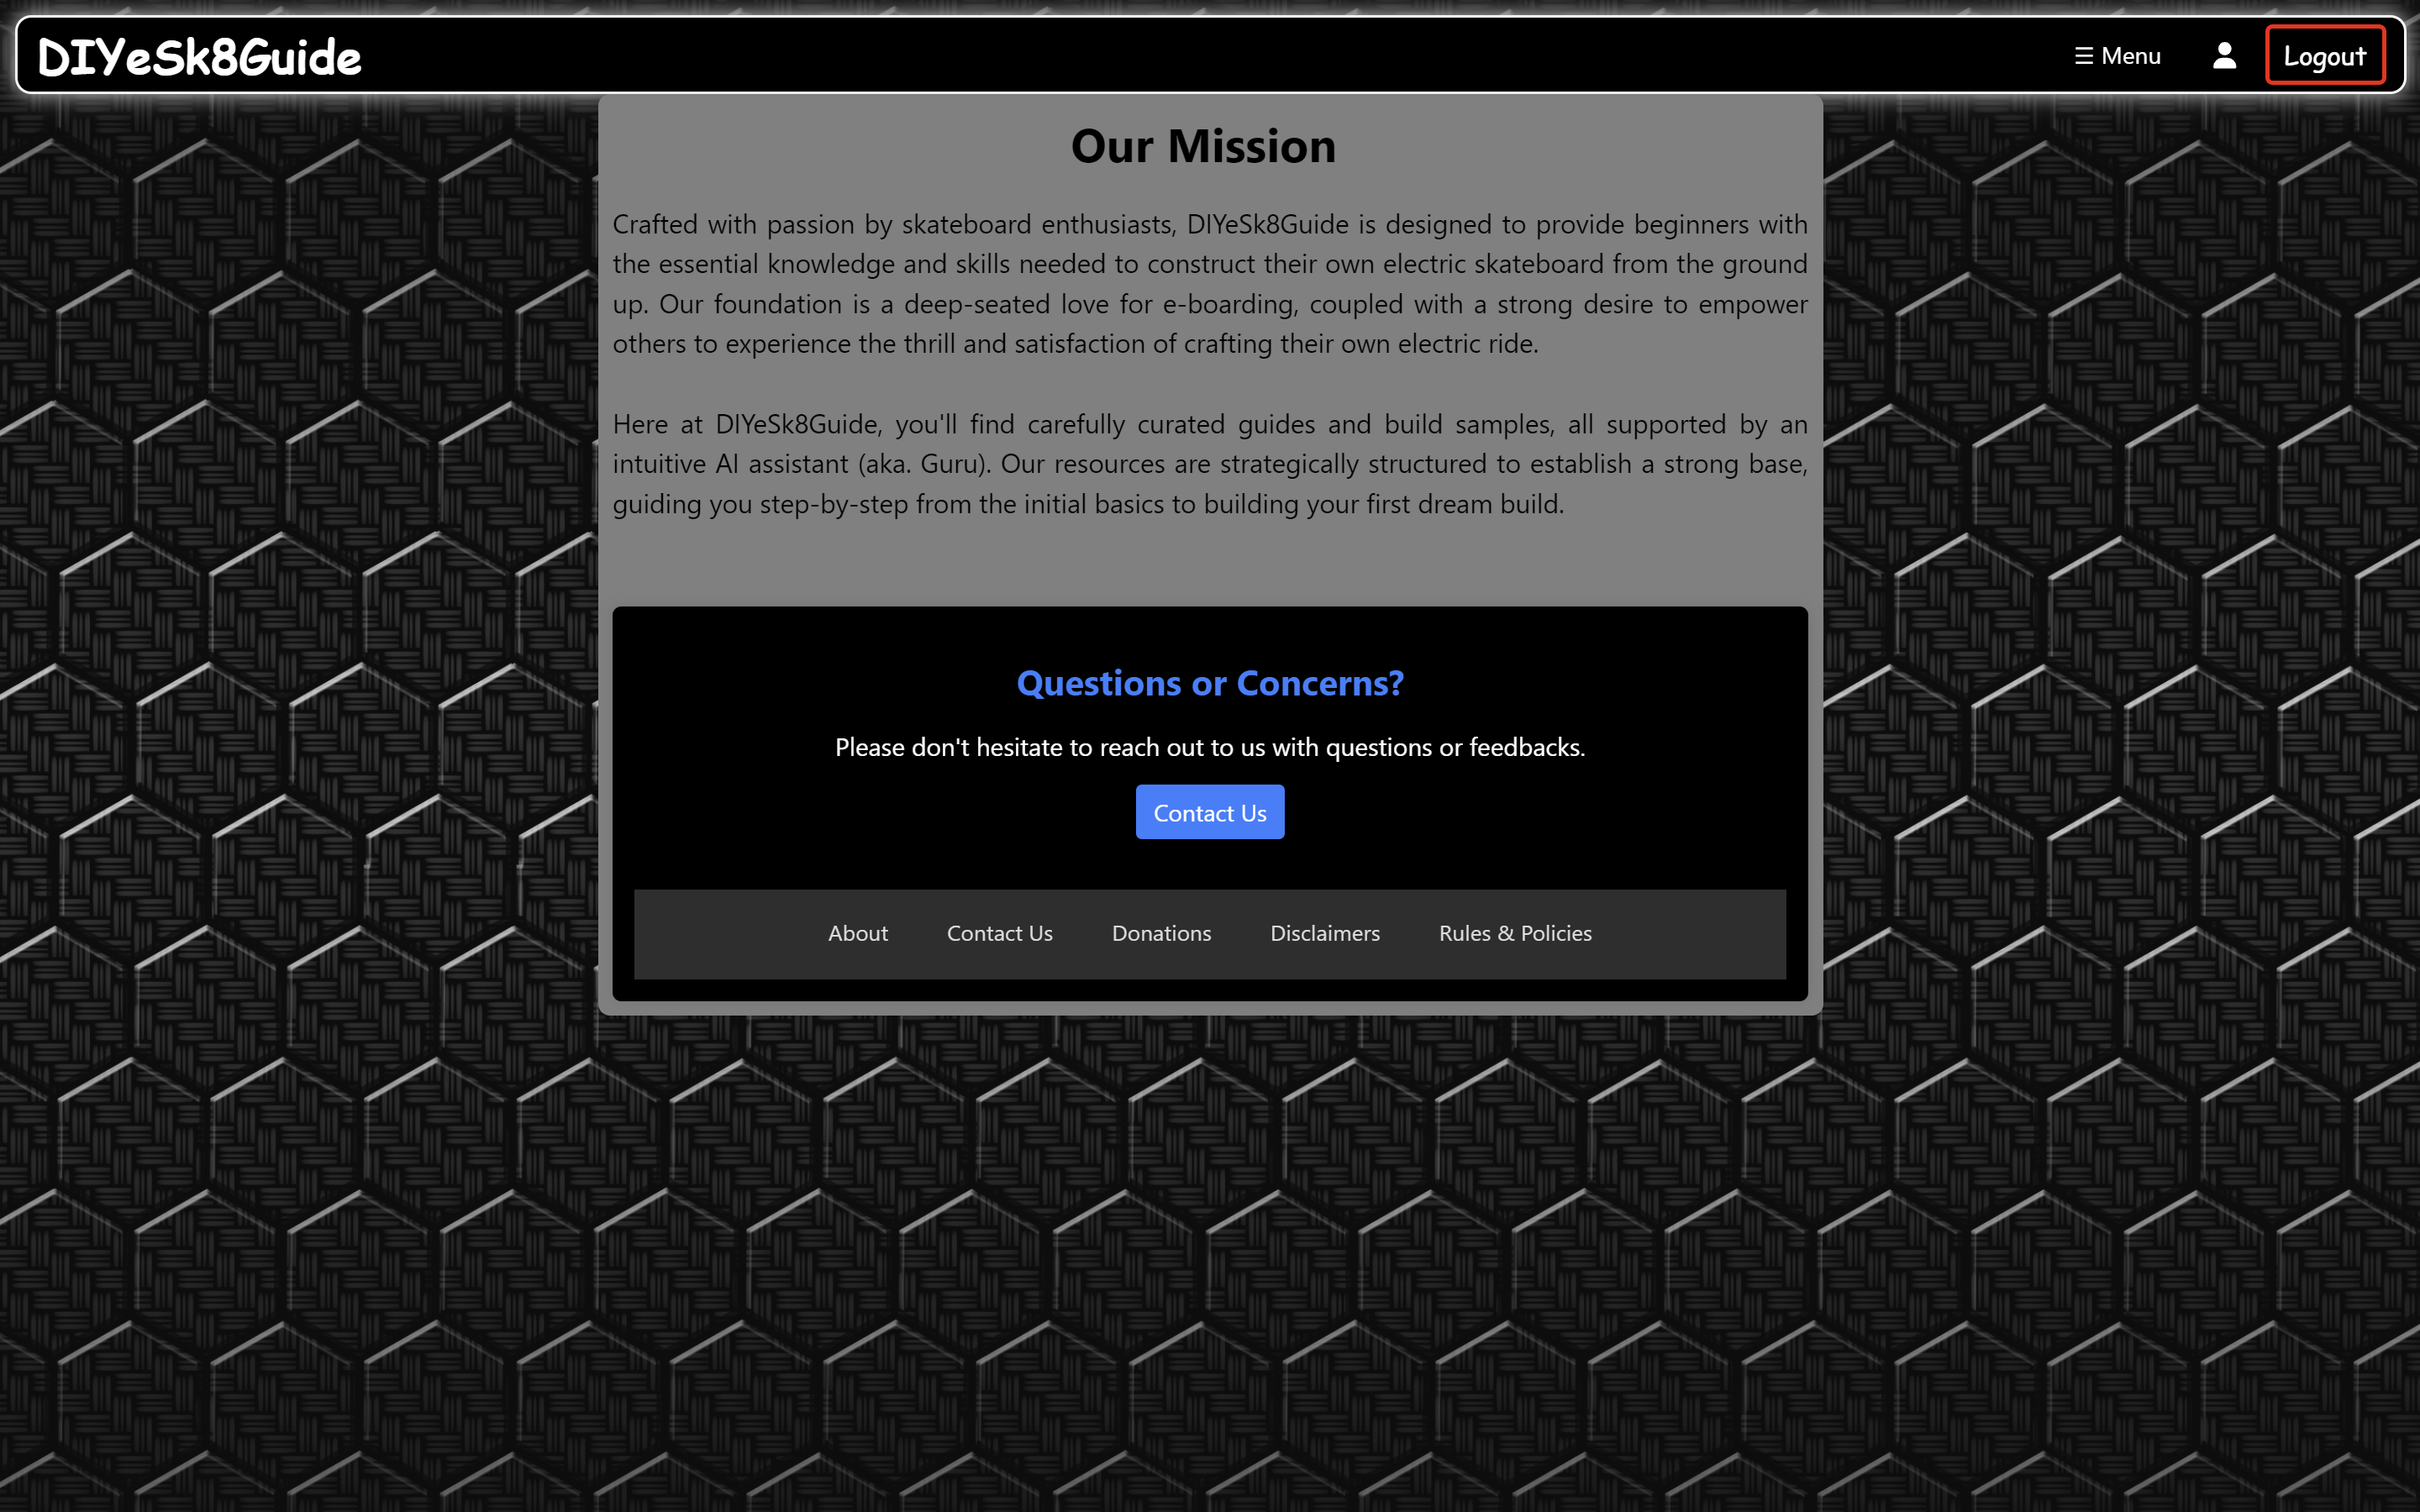 DIYeSk8Guide
☰ Menu
Logout
Our Mission
Crafted with passion by skateboard enthusiasts, DIYeSk8Guide is designed to provide beginners with
the essential knowledge and skills needed to construct their own electric skateboard from the ground
up. Our foundation is a deep-seated love for e-boarding, coupled with a strong desire to empower
others to experience the thrill and satisfaction of crafting their own electric ride.
Here at DIYeSk8Guide, you'll find carefully curated guides and build samples, all supported by an
intuitive AI assistant (aka. Guru). Our resources are strategically structured to establish a strong base,
guiding you step-by-step from the initial basics to building your first dream build.
Questions or Concerns?
Please don't hesitate to reach out to us with questions or feedbacks.
Contact Us
About
Contact Us
Donations
Disclaimers
Rules & Policies